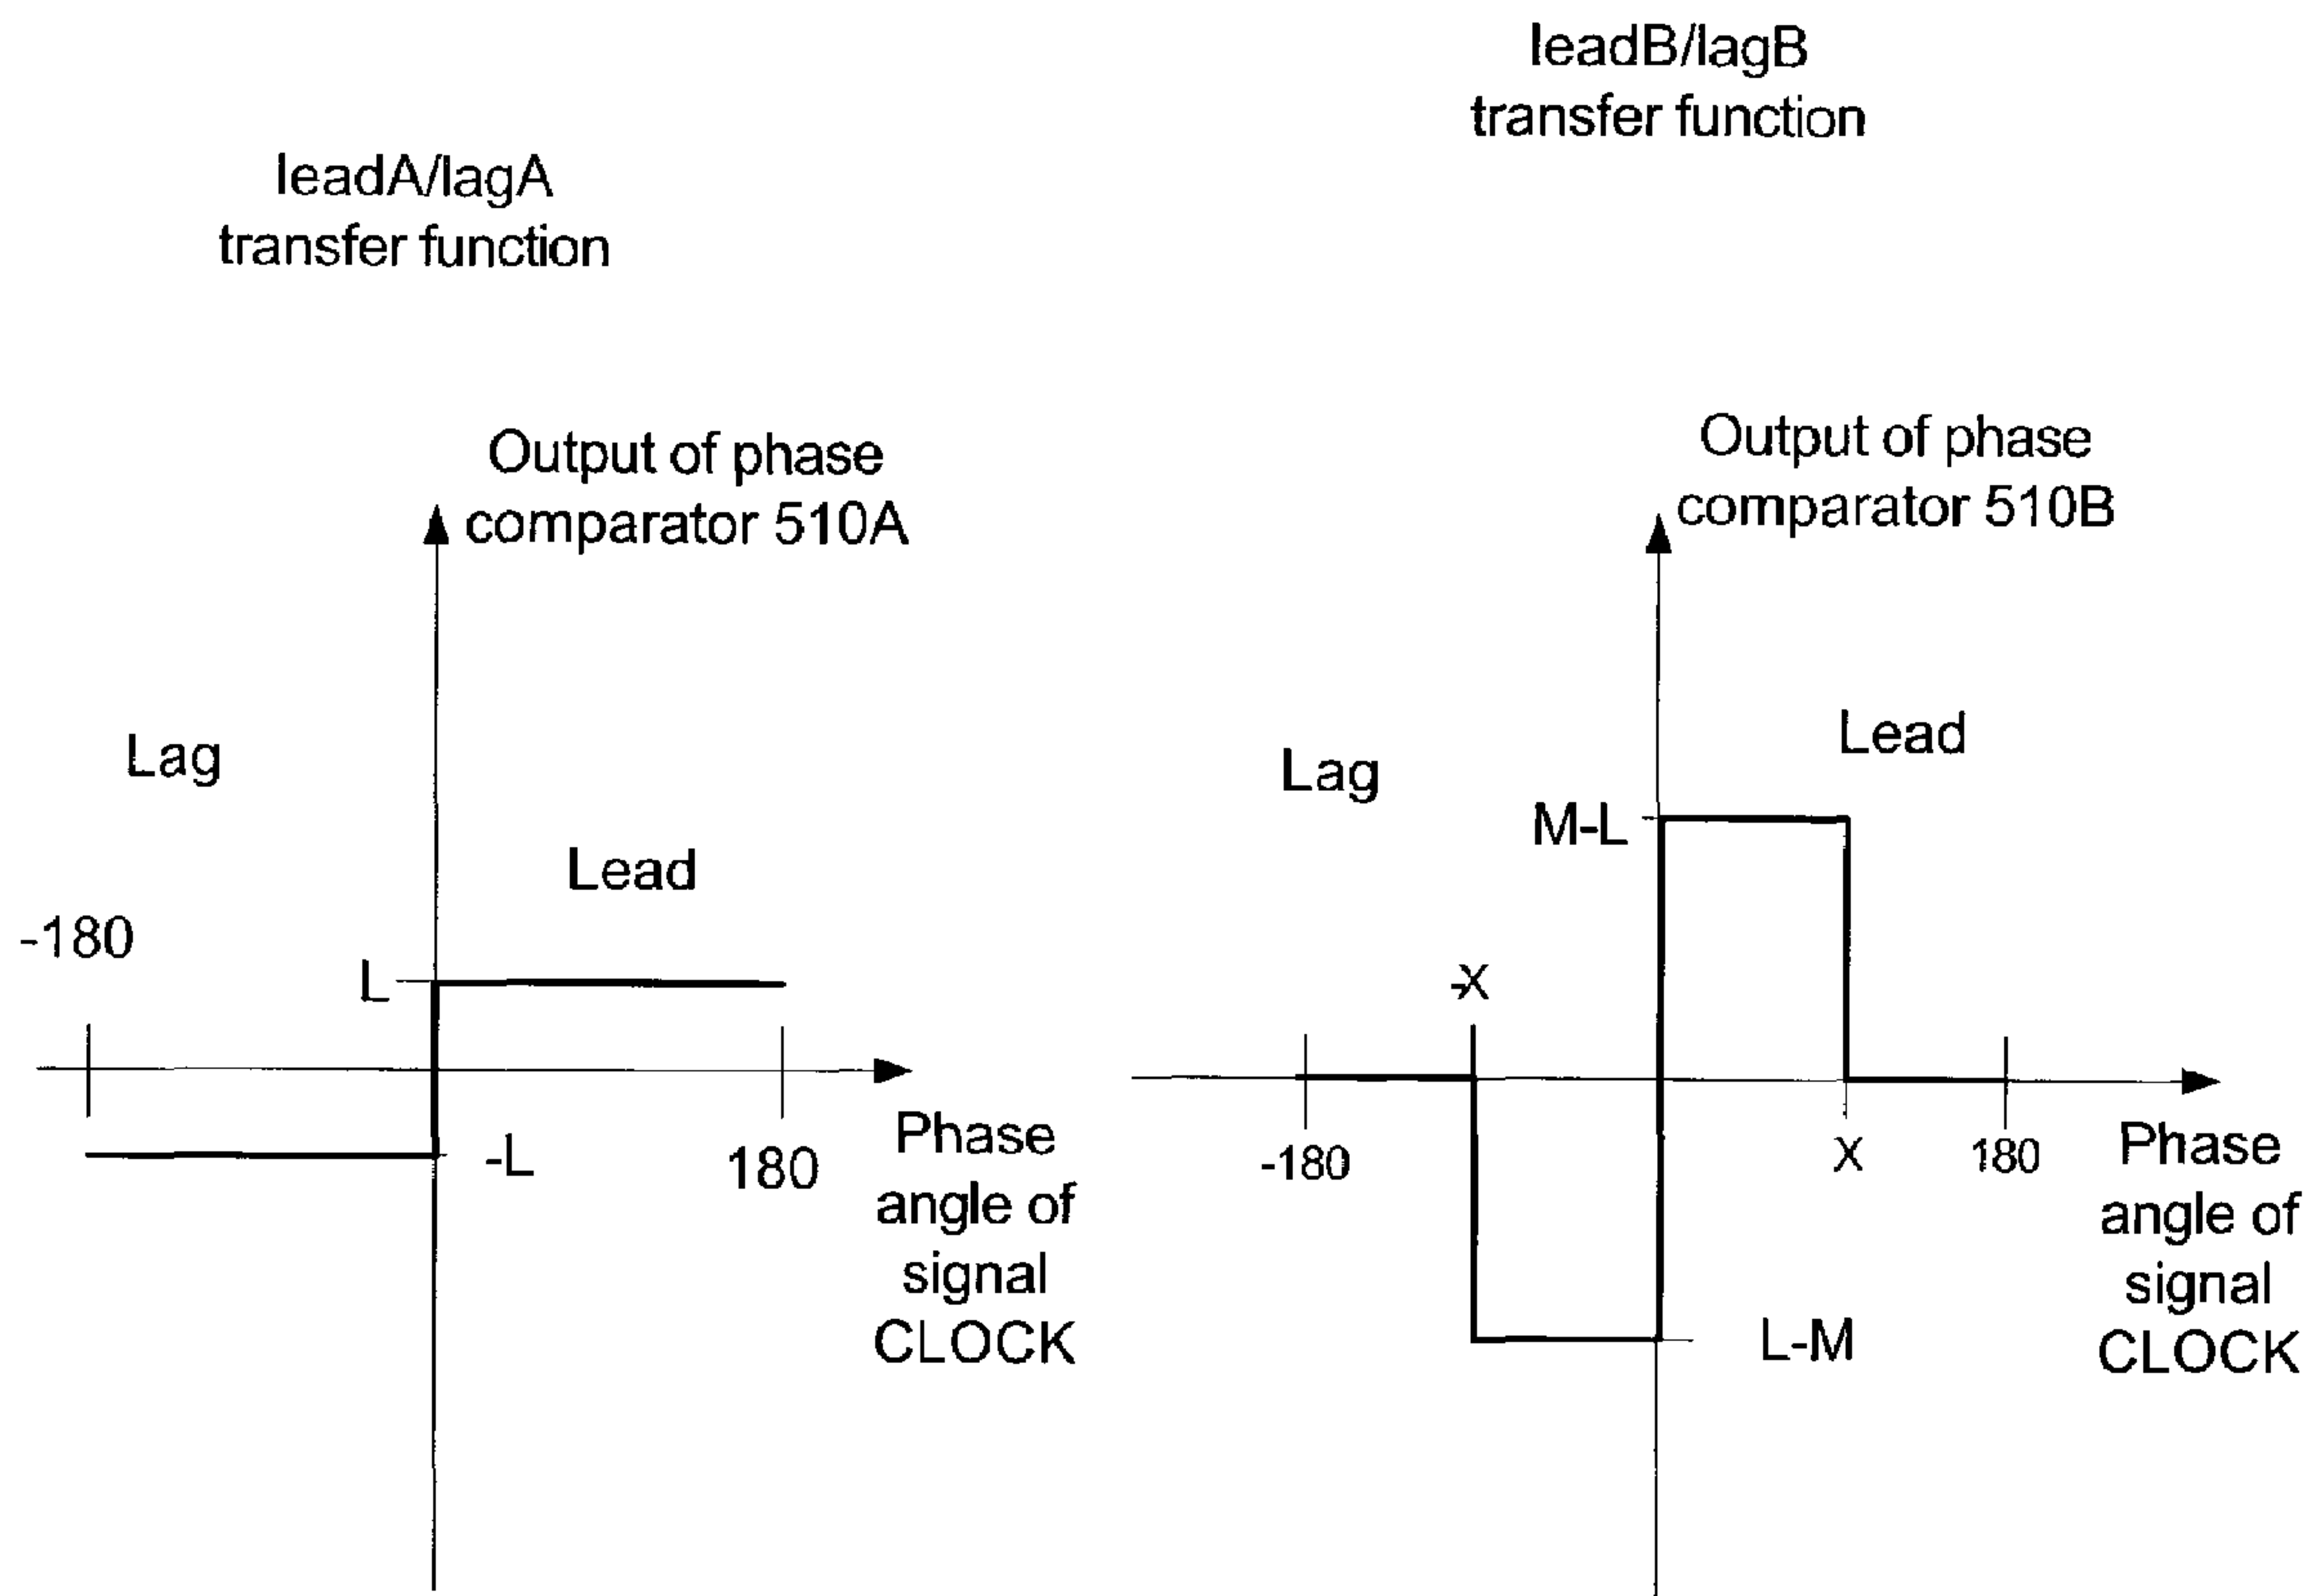 leadA/lagA
transfer function
Output of phase
comparator 510A
Lag
Lead
-180
L
-L
180
Phase
angle of
signal
CLOCK
leadB/lagB
transfer function
Output of phase
comparator 510B
Lag
Lead
M-L
-X
-180
X
180
L-M
Phase
angle of
signal
CLOCK